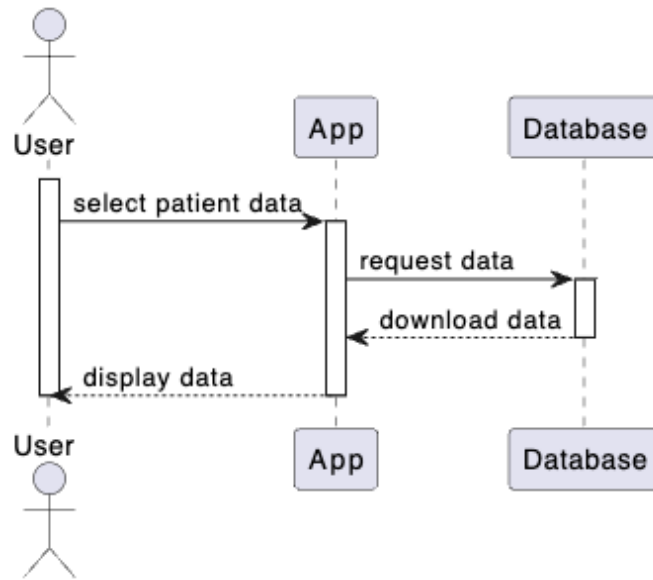 User
App
Database
select patient data
request data
download data
display data
User
App
Database